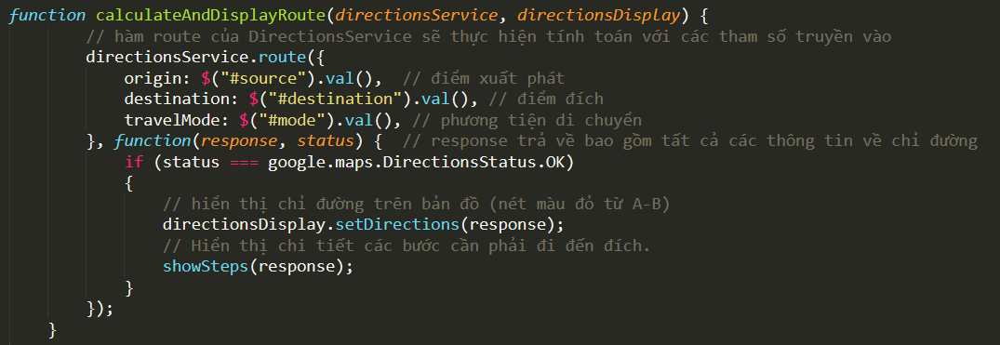 function calculateAndDisplayRoute(directionsService, directionsDisplay) {
// hàm route của DirectionsService sẽ thực hiện tính toán với các tham số truyền vào
directionsService.route({
origin: $("#source").val(),  // điểm xuất phát
destination: $("#destination").val(), // điểm đích
travelMode: $("#mode").val(), // phương tiện di chuyển
}, function(response, status) {  // response trả về bao gồm tất cả các thông tin về chỉ đường
if (status === google.maps.DirectionsStatus.OK)
{
// hiển thị chỉ đường trên bản đồ (nét màu đỏ từ A-B)
directionsDisplay.setDirections(response);
// Hiển thị chi tiết các bước cần phải đi đến đích.
showSteps(response);
}
});
}